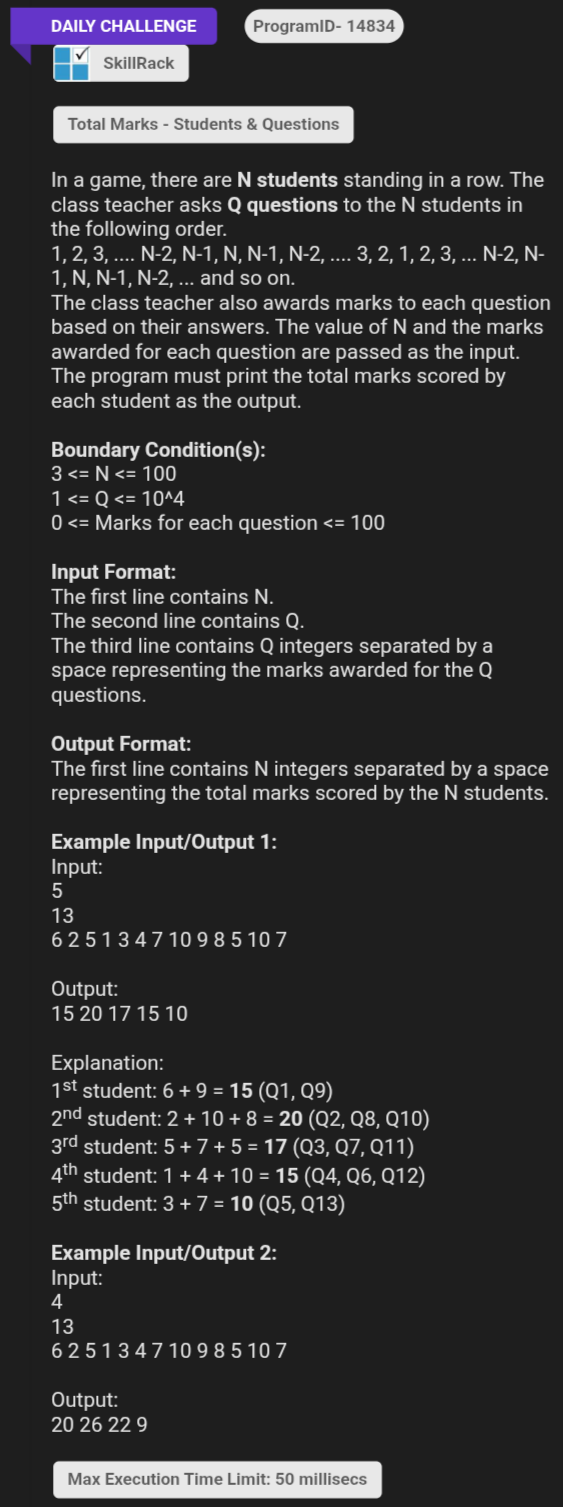 DAILY CHALLENGE
ProgramID- 14834
SkillRack
Total Marks - Students & Questions
In a game, there are N students standing in a row. The
class teacher asks Q questions to the N students in
the following order.
1, 2, 3, .... N-2, N-1, N, N-1, N-2, .... 3, 2, 1, 2, 3, ... N-2, N-
1, N, N-1, N-2, ... and so on.
The class teacher also awards marks to each question
based on their answers. The value of N and the marks
awarded for each question are passed as the input.
The program must print the total marks scored by
each student as the output.
Boundary Condition(s):
3 <= N <= 100
1 <= Q <= 10^4
0 <= Marks for each question <= 100
Input Format:
The first line contains N.
The second line contains Q.
The third line contains Q integers separated by a
space representing the marks awarded for the Q
questions.
Output Format:
The first line contains N integers separated by a space
representing the total marks scored by the N students.
Example Input/Output 1:
Input:
5
13
6 2 5 1 3 4 7 10 9 8 5 10 7
Output:
15 20 17 15 10
Explanation:
1st student: 6 + 9 = 15 (Q1, Q9)
2nd student: 2 + 10 + 8 = 20 (Q2, Q8, Q10)
3rd student: 5 + 7 + 5 = 17 (Q3, Q7, Q11)
4th student: 1 + 4 + 10 = 15 (Q4, Q6, Q12)
5th student: 3 + 7 = 10 (Q5, Q13)
Example Input/Output 2:
Input:
4
13
6 2 5 1 3 4 7 10 9 8 5 10 7
Output:
20 26 22 9
Max Execution Time Limit: 50 millisecs